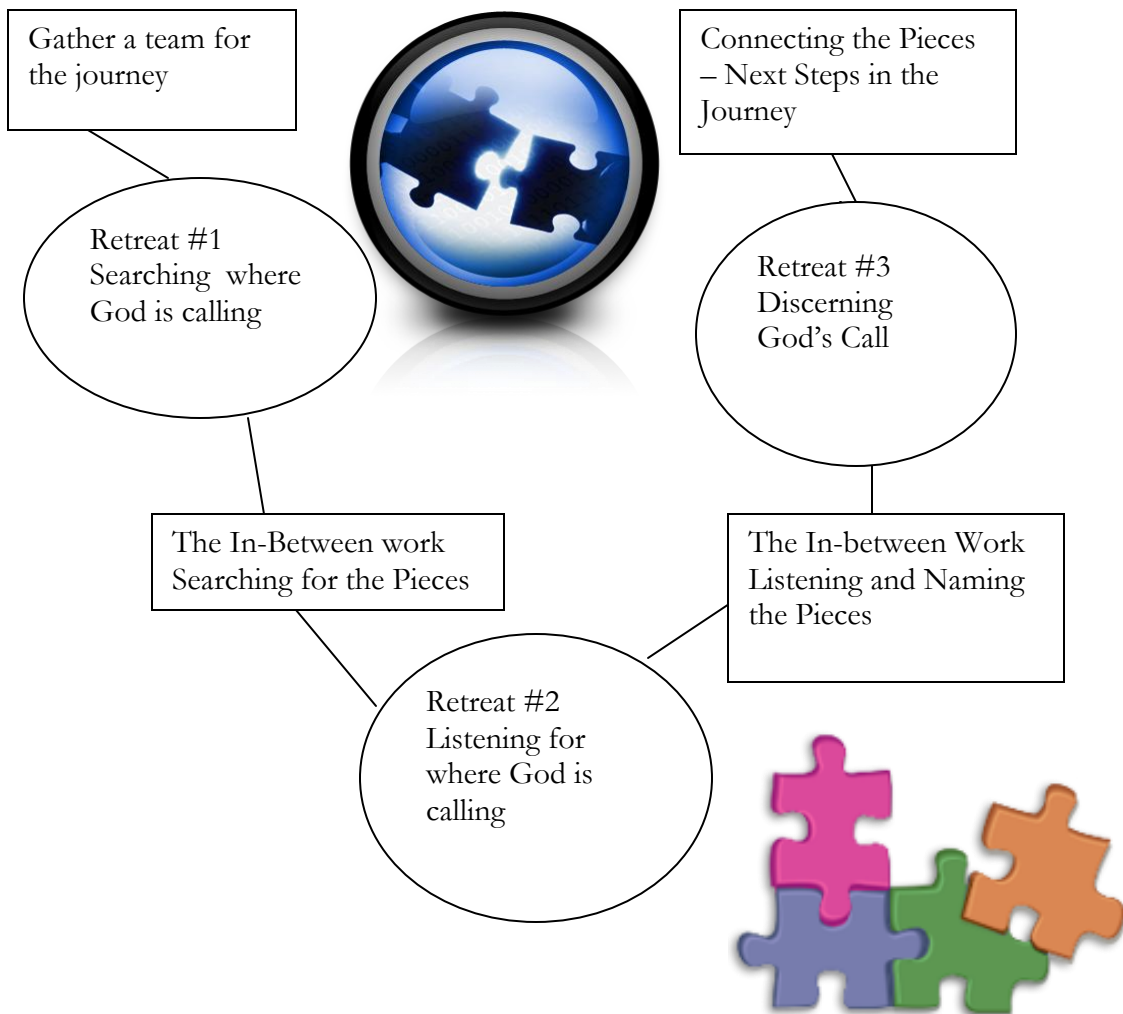 Gather a team for
the journey
Retreat #1
Searching where
God is calling
The In-Between work
Searching for the Pieces
Retreat #2
Listening for
where God is
calling
The In-between Work
Listening and Naming
the Pieces
Retreat #3
Discerning
God's Call
Connecting the Pieces
– Next Steps in the
Journey